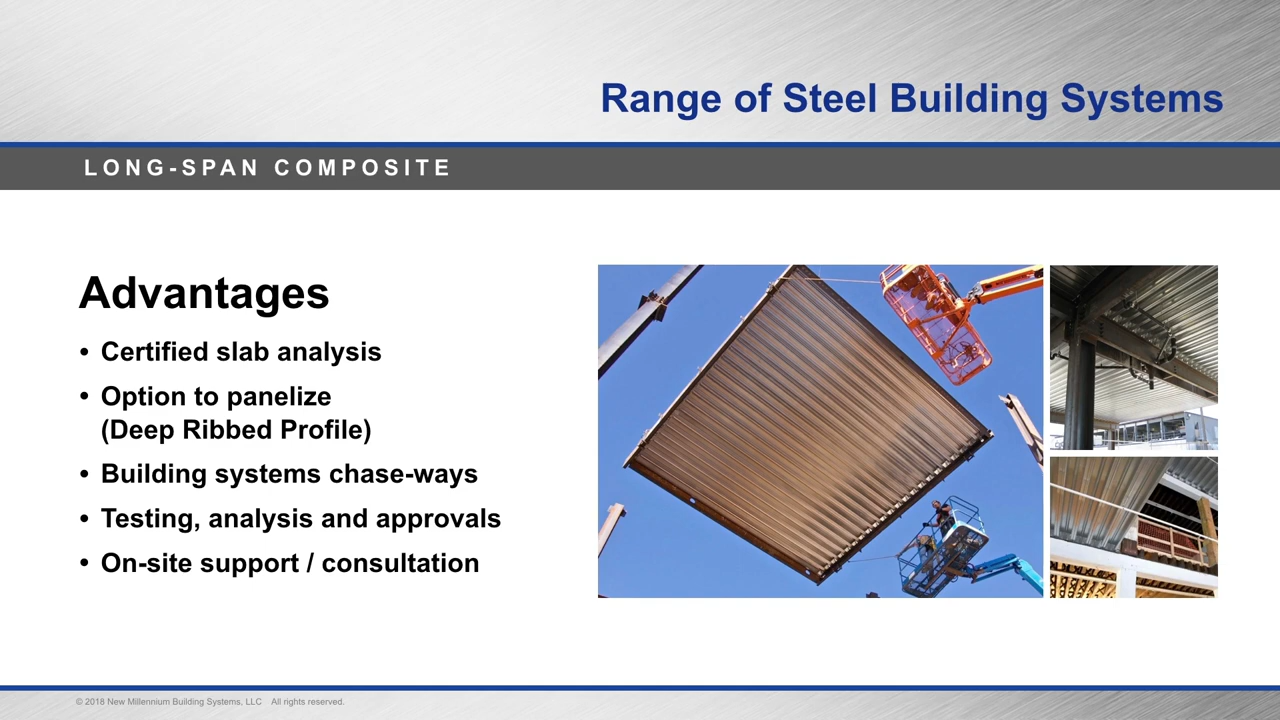 Range of Steel Building Systems
LONG-SPAN COMPOSITE
Advantages
• Certified slab analysis
• Option to panelize
(Deep Ribbed Profile)
• Building systems chase-ways
• Testing, analysis and approvals
• On-site support / consultation
© 2018 New Millennium Building Systems, LLC All rights reserved.